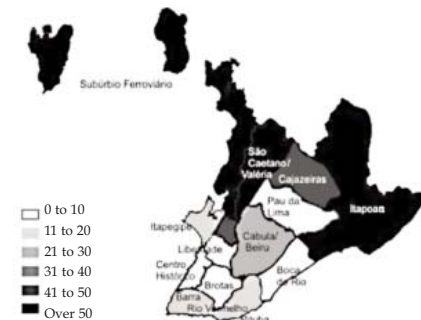 Subúrbio Ferroviário
São
Caetano/
Valéria
Cajazeiras
Pau da
Lima
Itapoan
Itapegipe
Liberdade
Cabula/
Beiru
Centro
Histórico
Boca
do Rio
Brotas
Barra
Rio Vermelho
Pituba
0 to 10
11 to 20
21 to 30
31 to 40
41 to 50
Over 50